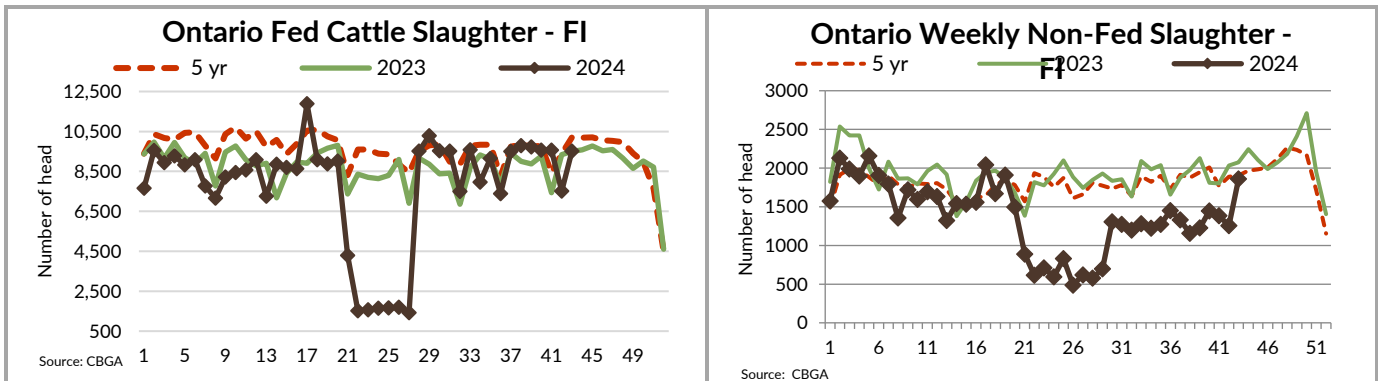 Ontario Fed Cattle Slaughter - FI
5 yr 2023 2024
12,500
10,500
8,500
6,500
4,500
2,500
500
Number of head
1 5 9 13 17 21 25 29 33 37 41 45 49
Source: CBGA
Ontario Weekly Non-Fed Slaughter -
FI
5 yr 2023 2024
3000
2500
2000
1500
1000
500
0
Number of head
1 6 11 16 21 26 31 36 41 46 51
Source: CBGA